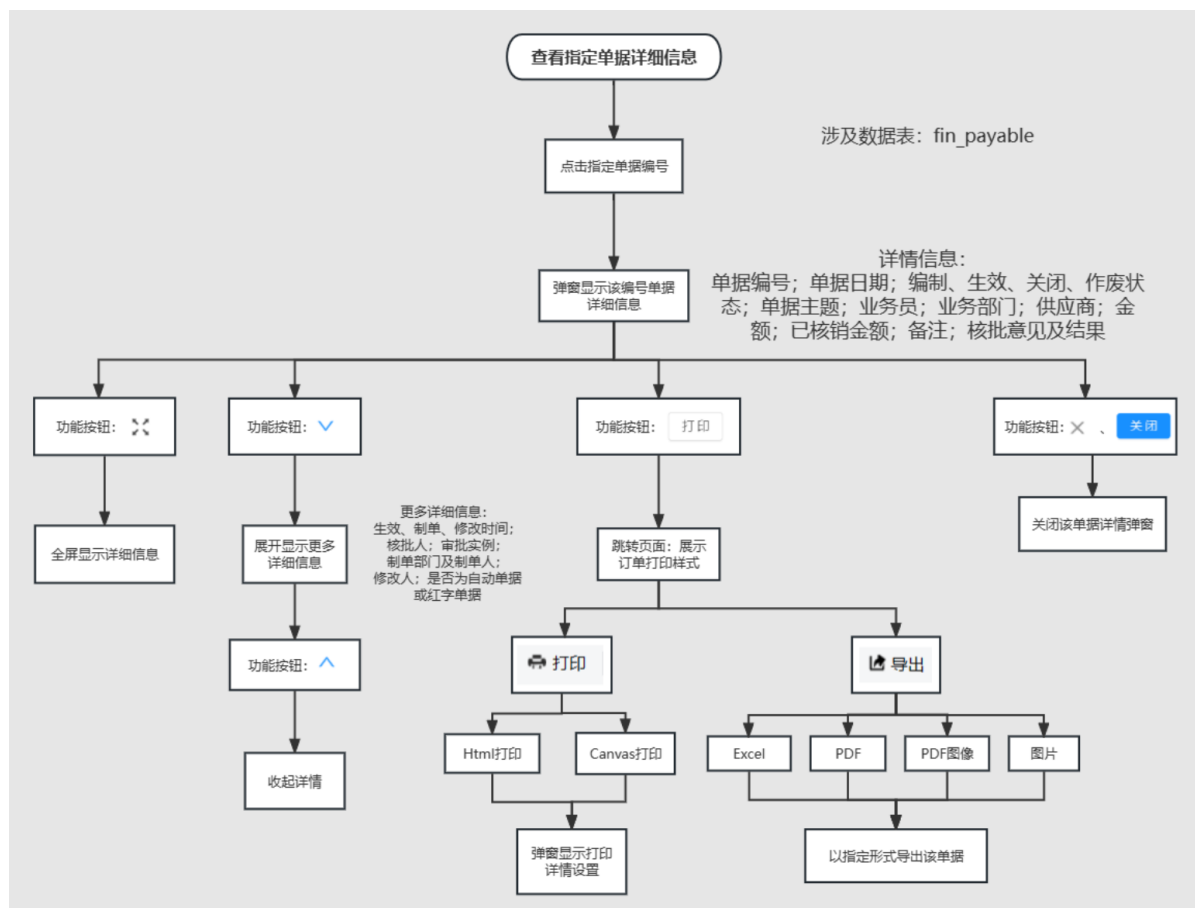 查看指定单据详细信息
涉及数据表：fin_payable
点击指定单据编号
详情信息：
单据编号；单据日期；编制、生效、关闭、作废状
态；单据主题；业务员；业务部门；供应商；金
额；已核销金额；备注；核批意见及结果
弹窗显示该编号单据
详细信息
功能按钮：
功能按钮：
功能按钮： 打印
功能按钮： 、 关闭
全屏显示详细信息
展开显示更多
详细信息
更多详细信息：
生效、制单、修改时间；
核批人；审批实例；
制单部门及制单人；
修改人；是否为自动单据
或红字单据
跳转页面：展示
订单打印样式
关闭该单据详情弹窗
功能按钮：
收起详情
打印
导出
Html打印
Canvas打印
Excel
PDF
PDF图像
图片
弹窗显示打印
详情设置
以指定形式导出该单据